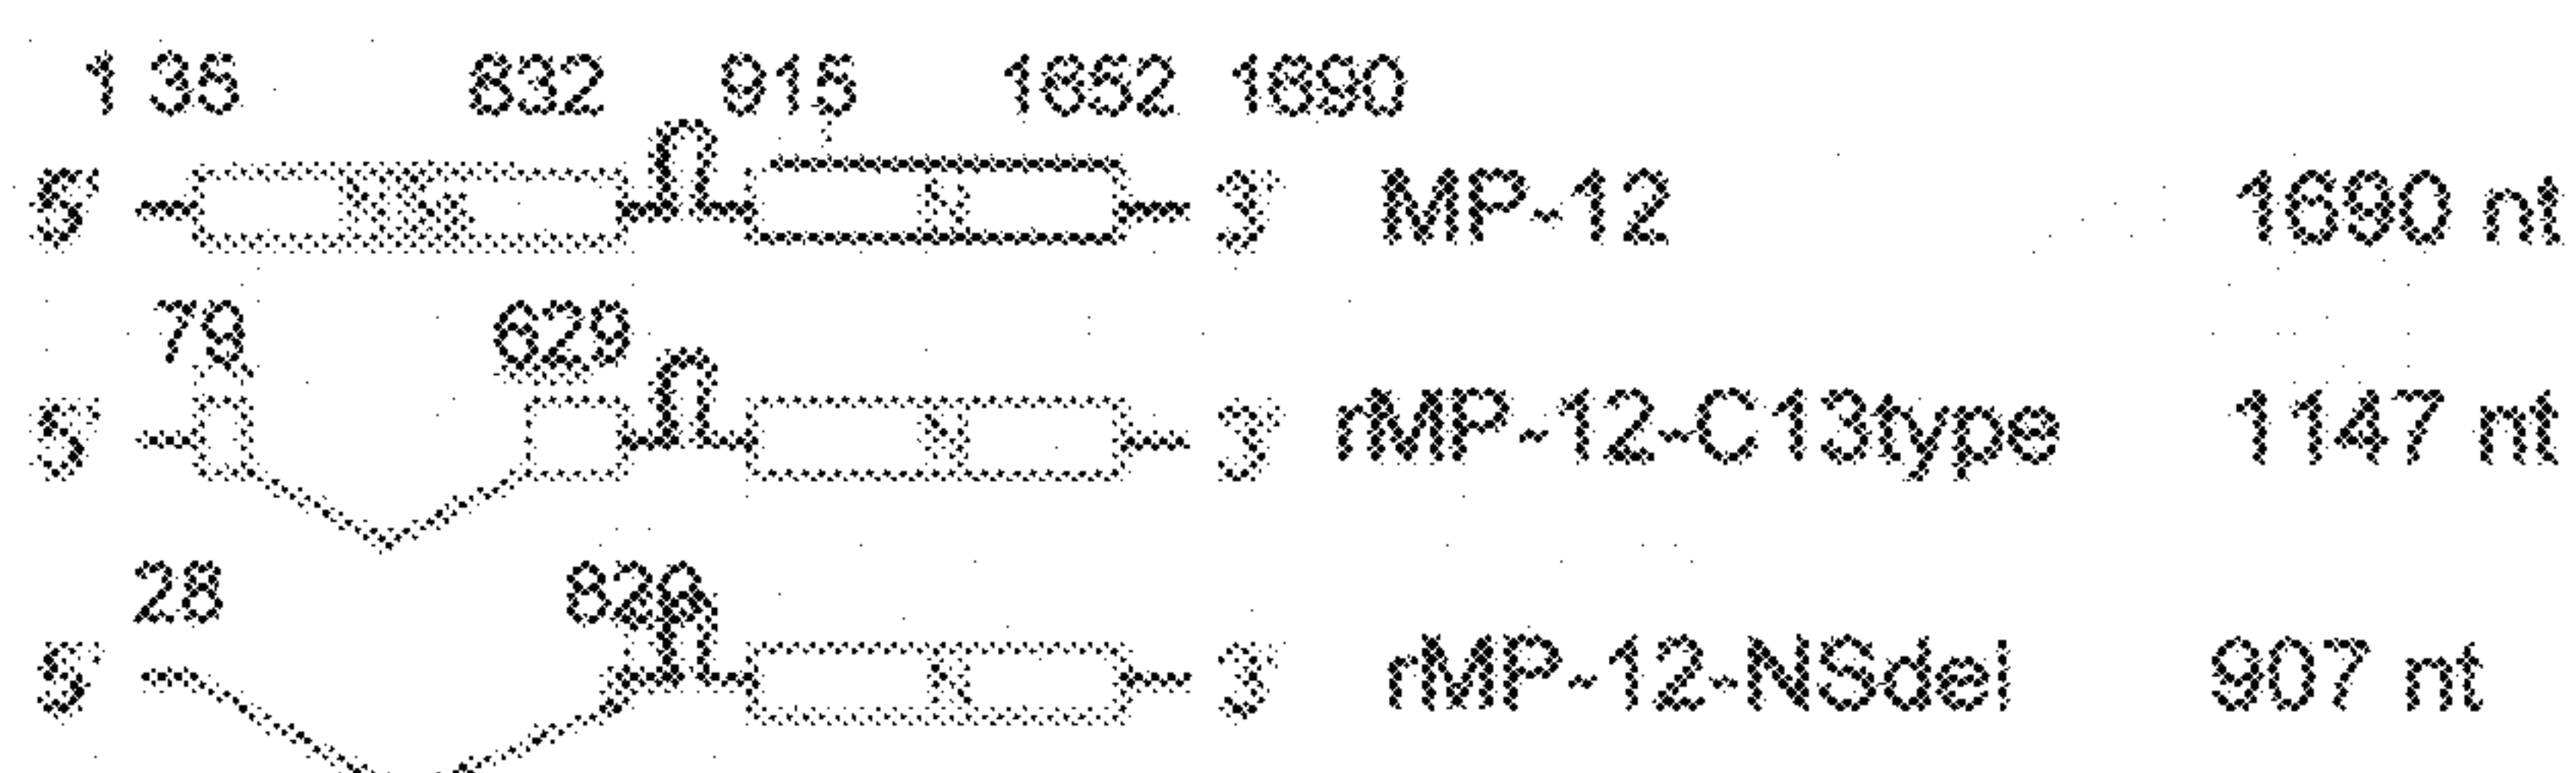 1 35 832 915 1652 1690
5' 3' MP-12 1690 nt
79 629
5' 3' rMP-12-C13type 1147 nt
28
5' 3' rMP-12-NSdel 907 nt